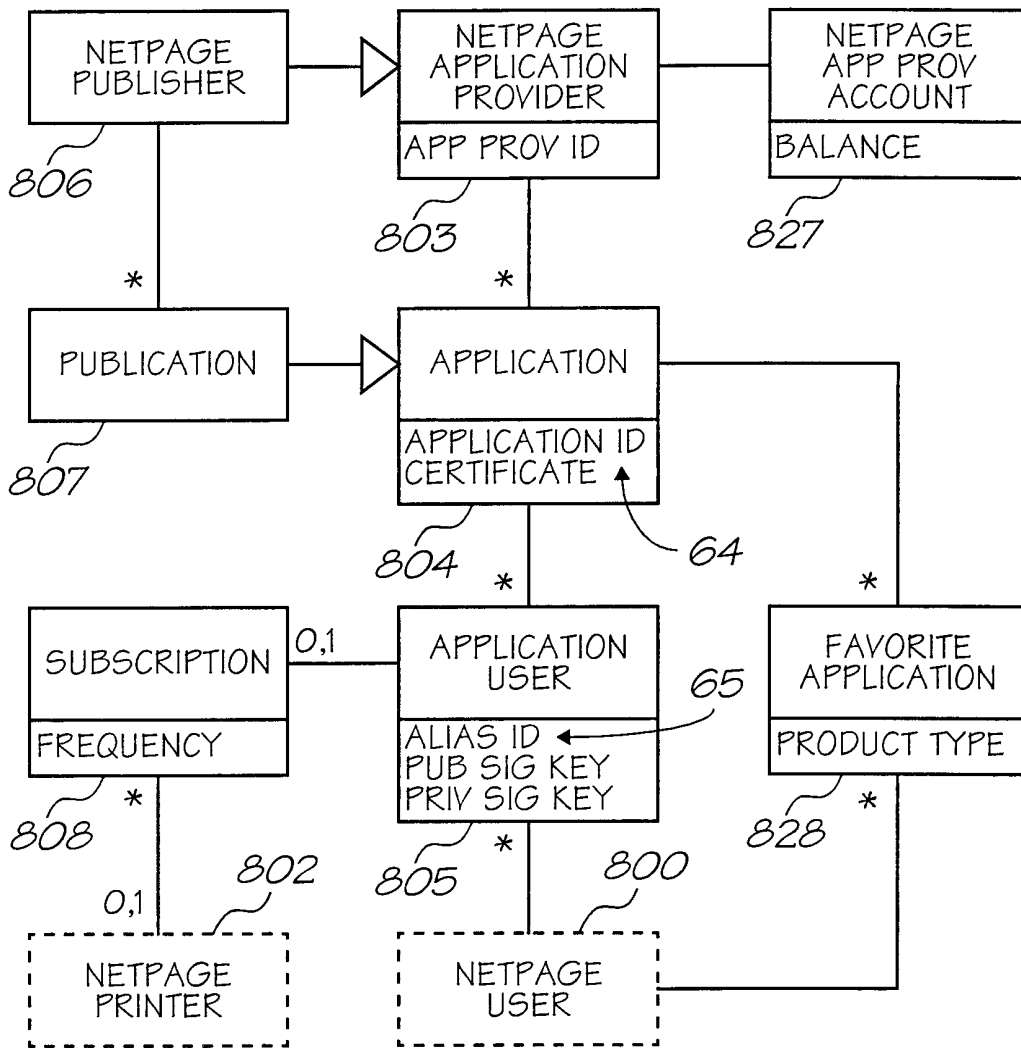 NETPAGE
PUBLISHER
806
NETPAGE
APPLICATION
PROVIDER
APP PROV ID
803
NETPAGE
APP PROV
ACCOUNT
BALANCE
827
*
*
PUBLICATION
807
APPLICATION
APPLICATION ID
CERTIFICATE
64
804
*
*
SUBSCRIPTION
FREQUENCY
808
0,1
APPLICATION
USER
ALIAS ID
PUB SIG KEY
PRIV SIG KEY
65
805
FAVORITE
APPLICATION
PRODUCT TYPE
828
*
*
*
0,1
802
NETPAGE
PRINTER
800
NETPAGE
USER